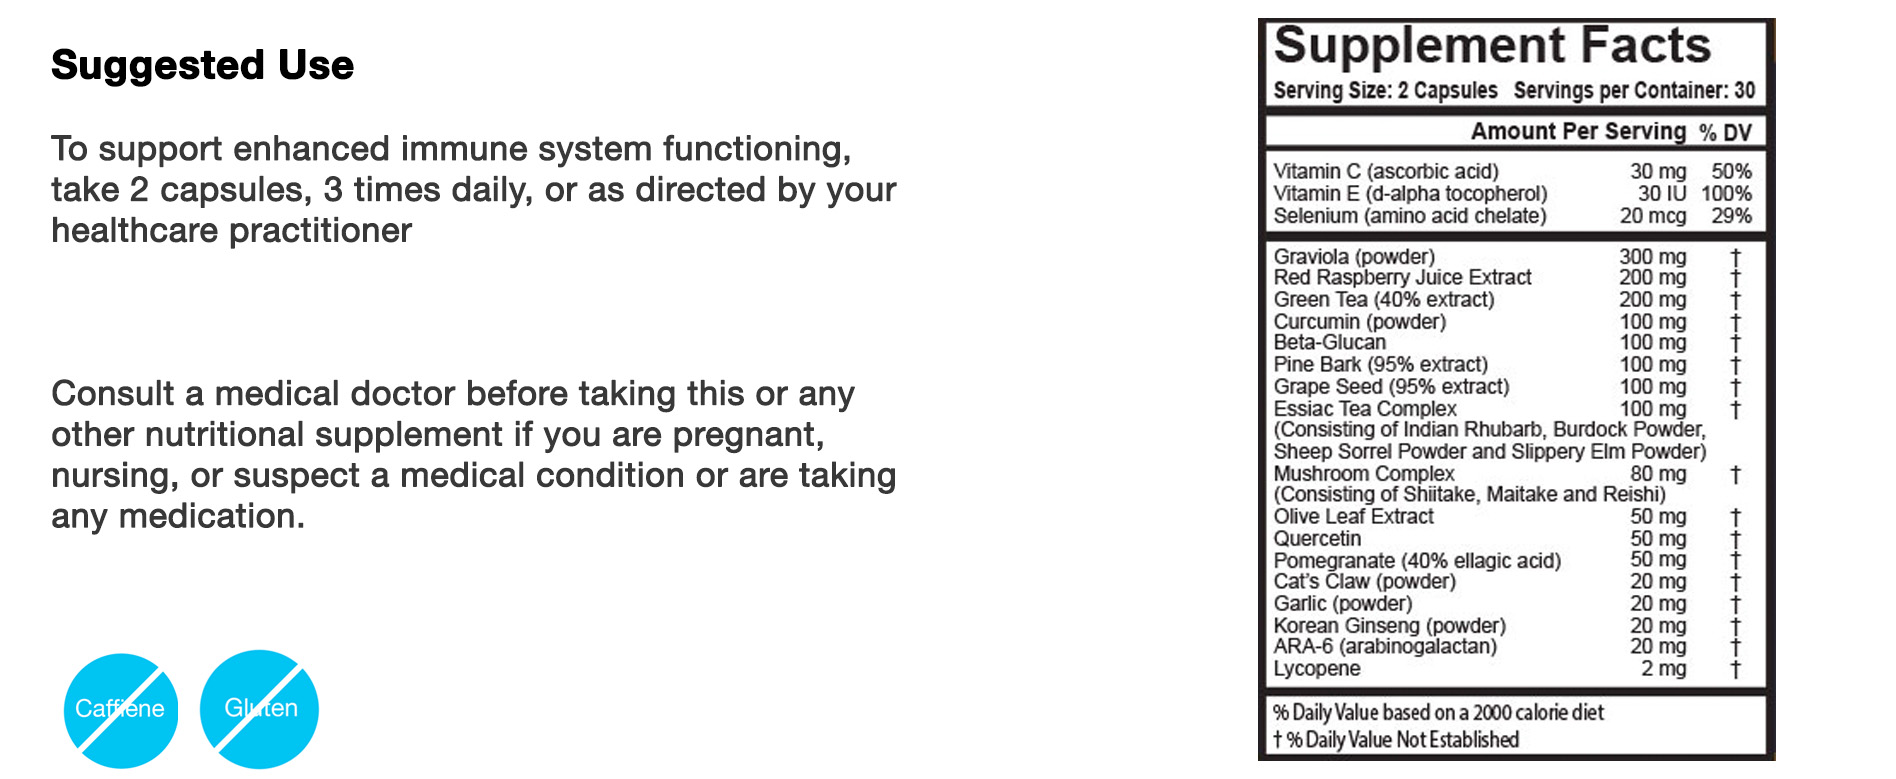 Suggested Use
To support enhanced immune system functioning,
take 2 capsules, 3 times daily, or as directed by your
healthcare practitioner
Consult a medical doctor before taking this or any
other nutritional supplement if you are pregnant,
nursing, or suspect a medical condition or are taking
any medication.
Caffiene
Gluten
Supplement Facts
Serving Size: 2 Capsules Servings per Container: 30
Amount Per Serving % DV
Vitamin C (ascorbic acid) 30 mg 50%
Vitamin E (d-alpha tocopherol) 30 IU 100%
Selenium (amino acid chelate) 20 mcg 29%
Graviola (powder) 300 mg †
Red Raspberry Juice Extract 200 mg †
Green Tea (40% extract) 200 mg †
Curcumin (powder) 100 mg †
Beta-Glucan 100 mg †
Pine Bark (95% extract) 100 mg †
Grape Seed (95% extract) 100 mg †
Essiac Tea Complex 100 mg †
(Consisting of Indian Rhubarb, Burdock Powder,
Sheep Sorrel Powder and Slippery Elm Powder)
Mushroom Complex 80 mg †
(Consisting of Shiitake, Maitake and Reishi)
Olive Leaf Extract 50 mg †
Quercetin 50 mg †
Pomegranate (40% ellagic acid) 50 mg †
Cat's Claw (powder) 20 mg †
Garlic (powder) 20 mg †
Korean Ginseng (powder) 20 mg †
ARA-6 (arabinogalactan) 20 mg †
Lycopene 2 mg †
% Daily Value based on a 2000 calorie diet
† % Daily Value Not Established